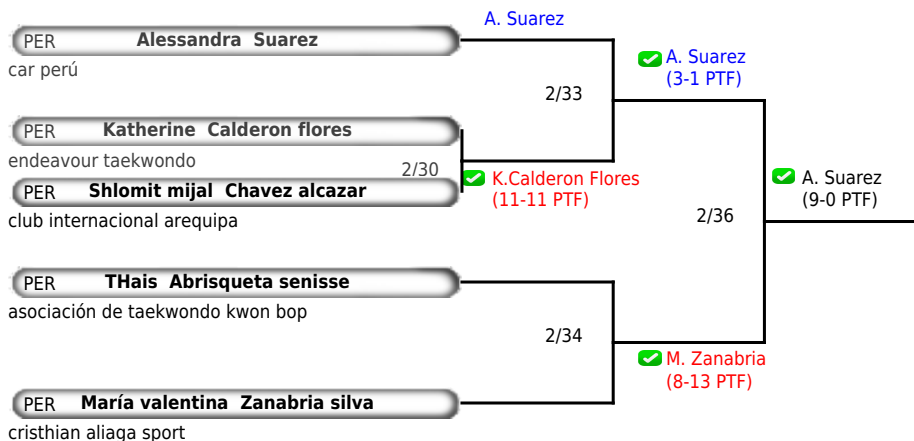 A. Suarez
PER Alessandra Suarez
car perú
A. Suarez
(3-1 PTF)
2/33
PER Katherine Calderon flores
endeavour taekwondo
2/30
K.Calderon Flores
(11-11 PTF)
PER Shlomit mijal Chavez alcazar
club internacional arequipa
A. Suarez
(9-0 PTF)
2/36
PER THais Abrisqueta senisse
asociación de taekwondo kwon bop
2/34
M. Zanabria
(8-13 PTF)
PER María valentina Zanabria silva
cristhian aliaga sport